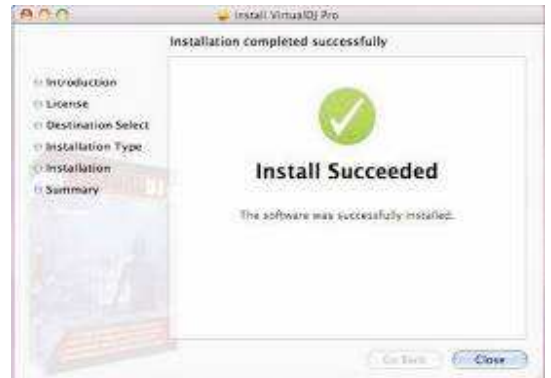 Install VirtualDJ Pro
Installation completed successfully
Introduction
License
Destination Select
Installation Type
Installation
Summary
Install Succeeded
The software was successfully installed.
Go Back
Close